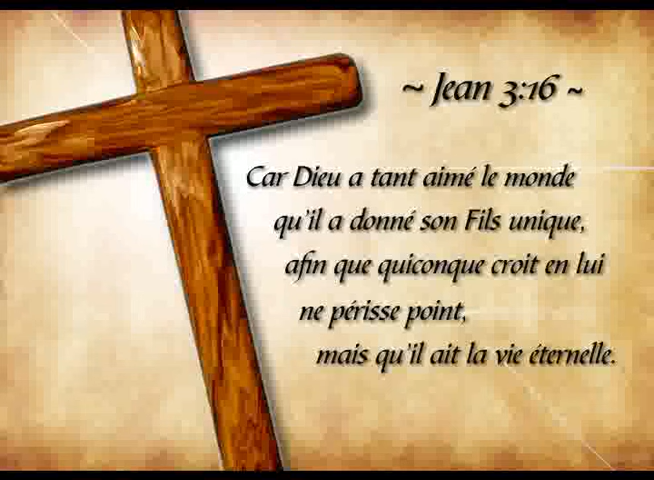 ~ Jean 3:16 ~
Car Dieu a tant aimé le monde
qu'il a donné son Fils unique,
afin que quiconque croit en lui
ne périsse point,
mais qu'il ait la vie éternelle.